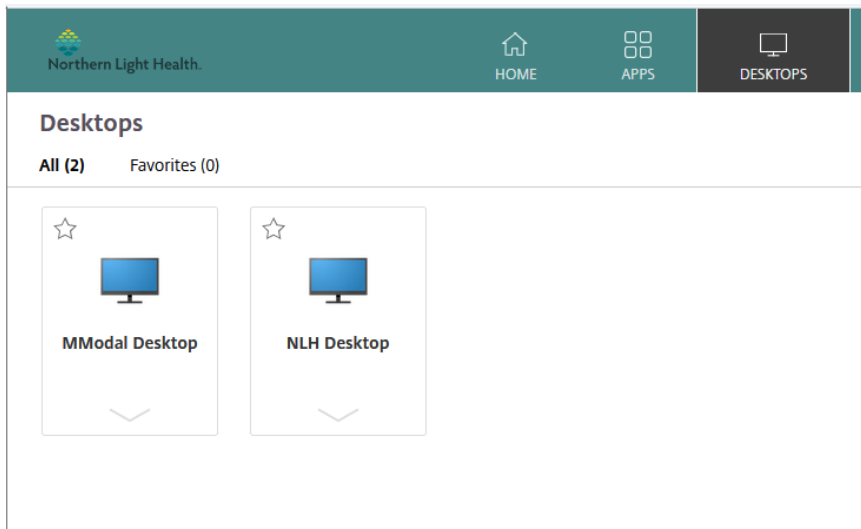 Northern Light Health.
HOME
APPS
DESKTOPS
Desktops
All (2) Favorites (0)
MModal Desktop
NLH Desktop